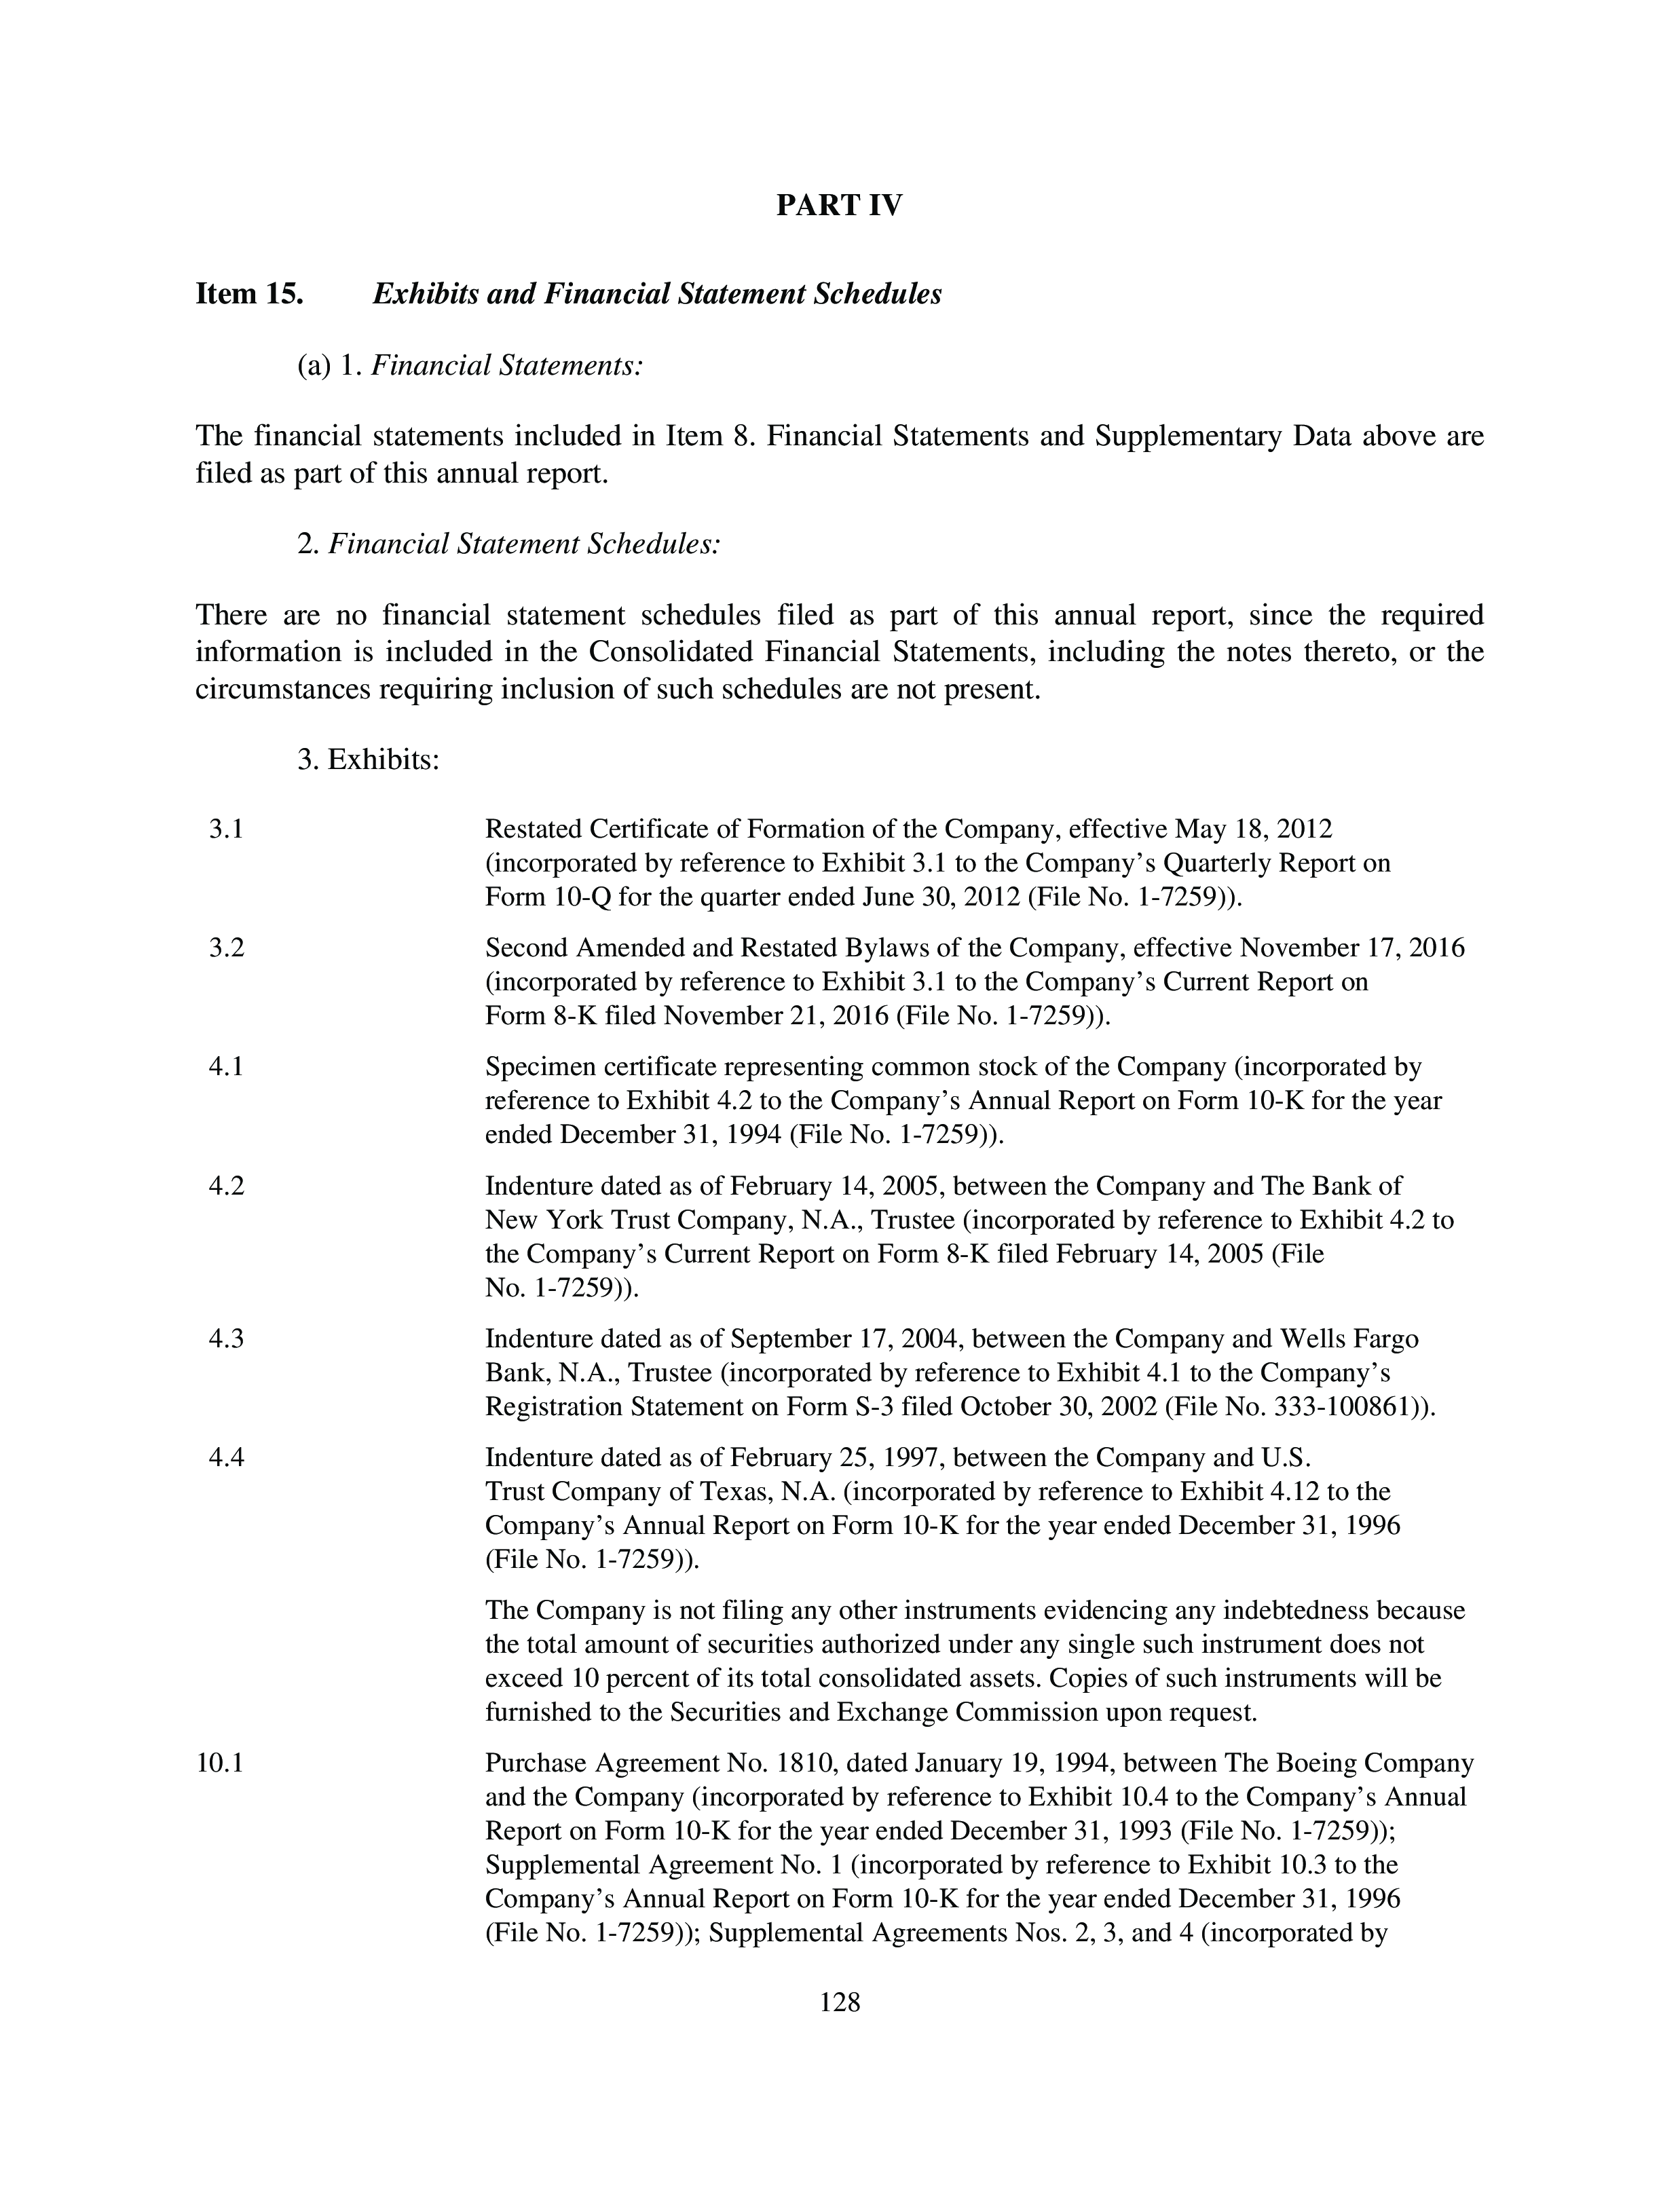 PART IV
Item 15. Exhibits and Financial Statement Schedules
(a) 1. Financial Statements:
The financial statements included in Item 8. Financial Statements and Supplementary Data above are
filed as part of this annual report.
2. Financial Statement Schedules:
There are no financial statement schedules filed as part of this annual report, since the required
information is included in the Consolidated Financial Statements, including the notes thereto, or the
circumstances requiring inclusion of such schedules are not present.
3. Exhibits:
3.1 Restated Certificate of Formation of the Company, effective May 18, 2012
(incorporated by reference to Exhibit 3.1 to the Company’s Quarterly Report on
Form 10-Q for the quarter ended June 30, 2012 (File No. 1-7259)).
3.2 Second Amended and Restated Bylaws of the Company, effective November 17, 2016
(incorporated by reference to Exhibit 3.1 to the Company’s Current Report on
Form 8-K filed November 21, 2016 (File No. 1-7259)).
4.1 Specimen certificate representing common stock of the Company (incorporated by
reference to Exhibit 4.2 to the Company’s Annual Report on Form 10-K for the year
ended December 31, 1994 (File No. 1-7259)).
4.2 Indenture dated as of February 14, 2005, between the Company and The Bank of
New York Trust Company, N.A., Trustee (incorporated by reference to Exhibit 4.2 to
the Company’s Current Report on Form 8-K filed February 14, 2005 (File
No. 1-7259)).
4.3 Indenture dated as of September 17, 2004, between the Company and Wells Fargo
Bank, N.A., Trustee (incorporated by reference to Exhibit 4.1 to the Company’s
Registration Statement on Form S-3 filed October 30, 2002 (File No. 333-100861)).
4.4 Indenture dated as of February 25, 1997, between the Company and U.S.
Trust Company of Texas, N.A. (incorporated by reference to Exhibit 4.12 to the
Company’s Annual Report on Form 10-K for the year ended December 31, 1996
(File No. 1-7259)).
The Company is not filing any other instruments evidencing any indebtedness because
the total amount of securities authorized under any single such instrument does not
exceed 10 percent of its total consolidated assets. Copies of such instruments will be
furnished to the Securities and Exchange Commission upon request.
10.1 Purchase Agreement No. 1810, dated January 19, 1994, between The Boeing Company
and the Company (incorporated by reference to Exhibit 10.4 to the Company’s Annual
Report on Form 10-K for the year ended December 31, 1993 (File No. 1-7259));
Supplemental Agreement No. 1 (incorporated by reference to Exhibit 10.3 to the
Company’s Annual Report on Form 10-K for the year ended December 31, 1996
(File No. 1-7259)); Supplemental Agreements Nos. 2, 3, and 4 (incorporated by
128